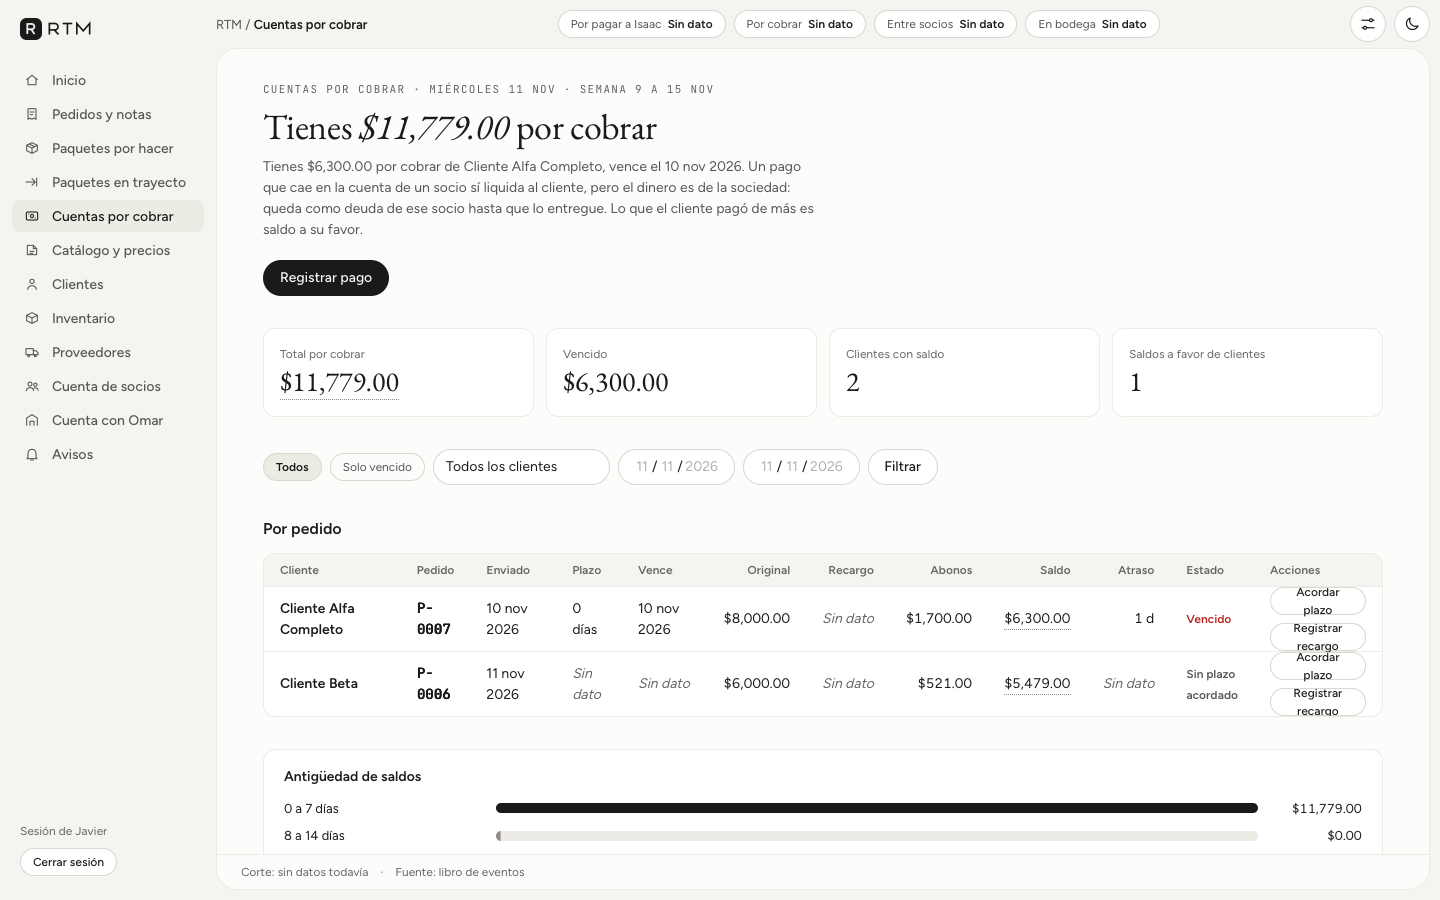 R RTM
RTM / Cuentas por cobrar
Por pagar a Isaac Sin dato
Por cobrar Sin dato
Entre socios Sin dato
En bodega Sin dato
Inicio
Pedidos y notas
Paquetes por hacer
Paquetes en trayecto
Cuentas por cobrar
Catálogo y precios
Clientes
Inventario
Proveedores
Cuenta de socios
Cuenta con Omar
Avisos
Sesión de Javier
Cerrar sesión
CUENTAS POR COBRAR · MIÉRCOLES 11 NOV · SEMANA 9 A 15 NOV
Tienes $11,779.00 por cobrar
Tienes $6,300.00 por cobrar de Cliente Alfa Completo, vence el 10 nov 2026. Un pago
que cae en la cuenta de un socio sí liquida al cliente, pero el dinero es de la sociedad:
queda como deuda de ese socio hasta que lo entregue. Lo que el cliente pagó de más es
saldo a su favor.
Registrar pago
Total por cobrar
$11,779.00
Vencido
$6,300.00
Clientes con saldo
2
Saldos a favor de clientes
1
Todos
Solo vencido
Todos los clientes
11 / 11 / 2026
11 / 11 / 2026
Filtrar
Por pedido
Cliente Pedido Enviado Plazo Vence Original Recargo Abonos Saldo Atraso Estado Acciones
Cliente Alfa Completo P-0007 10 nov 2026 0 días 10 nov 2026 $8,000.00 Sin dato $1,700.00 $6,300.00 1 d Vencido Acordar plazo Registrar recargo
Cliente Beta P-0006 11 nov 2026 Sin dato Sin dato $6,000.00 Sin dato $521.00 $5,479.00 Sin dato Sin plazo acordado Acordar plazo Registrar recargo
Antigüedad de saldos
0 a 7 días $11,779.00
8 a 14 días $0.00
Corte: sin datos todavía · Fuente: libro de eventos